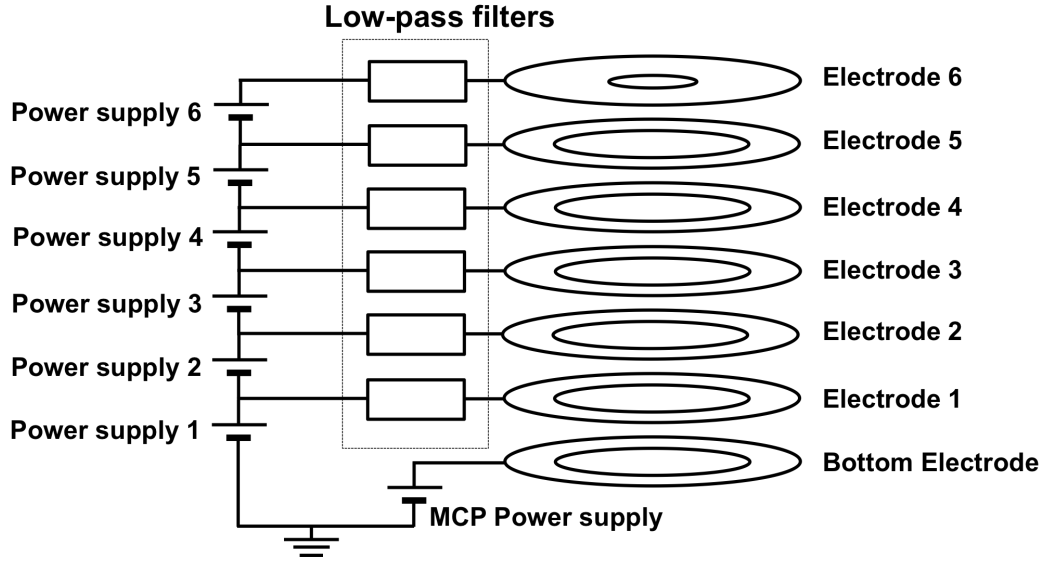 Low-pass filters
Electrode 6
Power supply 6
Electrode 5
Power supply 5
Electrode 4
Power supply 4
Electrode 3
Power supply 3
Electrode 2
Power supply 2
Electrode 1
Power supply 1
Bottom Electrode
MCP Power supply